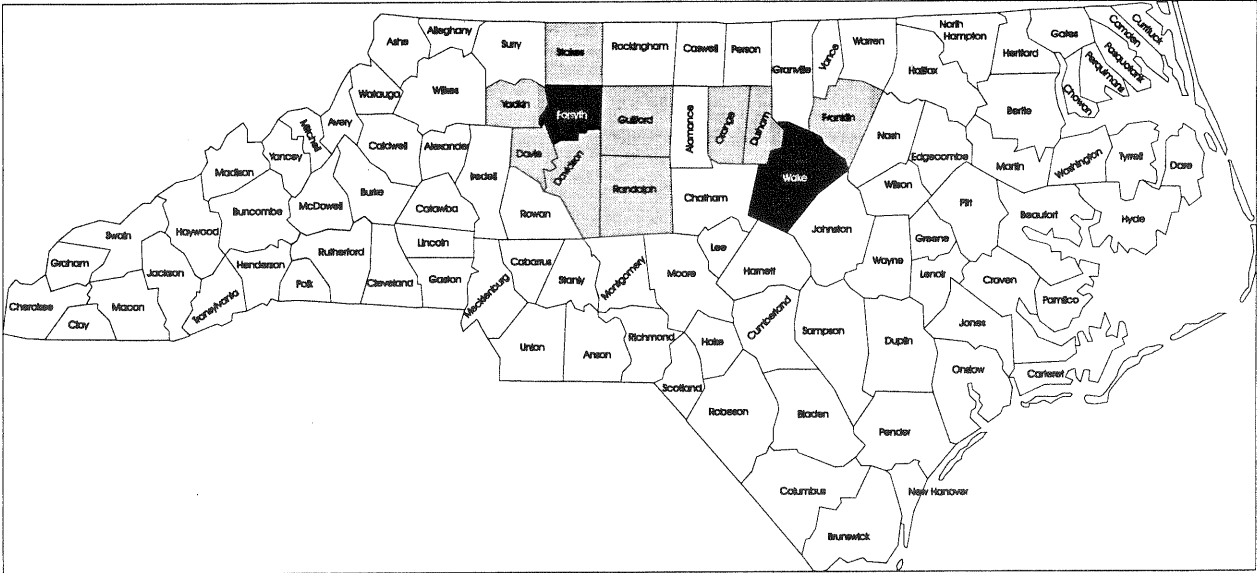 Ashe
Alleghany
Surry
Stokes
Rockingham
Caswell
Person
Granville
Vance
Warren
North
Hampton
Halifax
Hertford
Gates
Camden
Currituck
Pasquotank
Perquimans
Chowan
Watauga
Wilkes
Yadkin
Forsyth
Guilford
Alamance
Orange
Durham
Franklin
Nash
Bertie
Mitchell
Avery
Yancey
Madison
Caldwell
Alexander
Iredell
Davie
Davidson
Randolph
Chatham
Wake
Edgecombe
Wilson
Martin
Washington
Tyrrell
Dare
Swain
Haywood
Buncombe
McDowell
Burke
Catawba
Rowan
Lee
Johnston
Greene
Pitt
Beaufort
Hyde
Graham
Jackson
Henderson
Rutherford
Polk
Cleveland
Lincoln
Gaston
Mecklenburg
Cabarrus
Stanly
Montgomery
Moore
Harnett
Wayne
Lenoir
Craven
Pamlico
Cherokee
Clay
Macon
Transylvania
Union
Anson
Richmond
Hoke
Cumberland
Sampson
Duplin
Jones
Onslow
Carteret
Scotland
Robeson
Bladen
Pender
Columbus
New Hanover
Brunswick